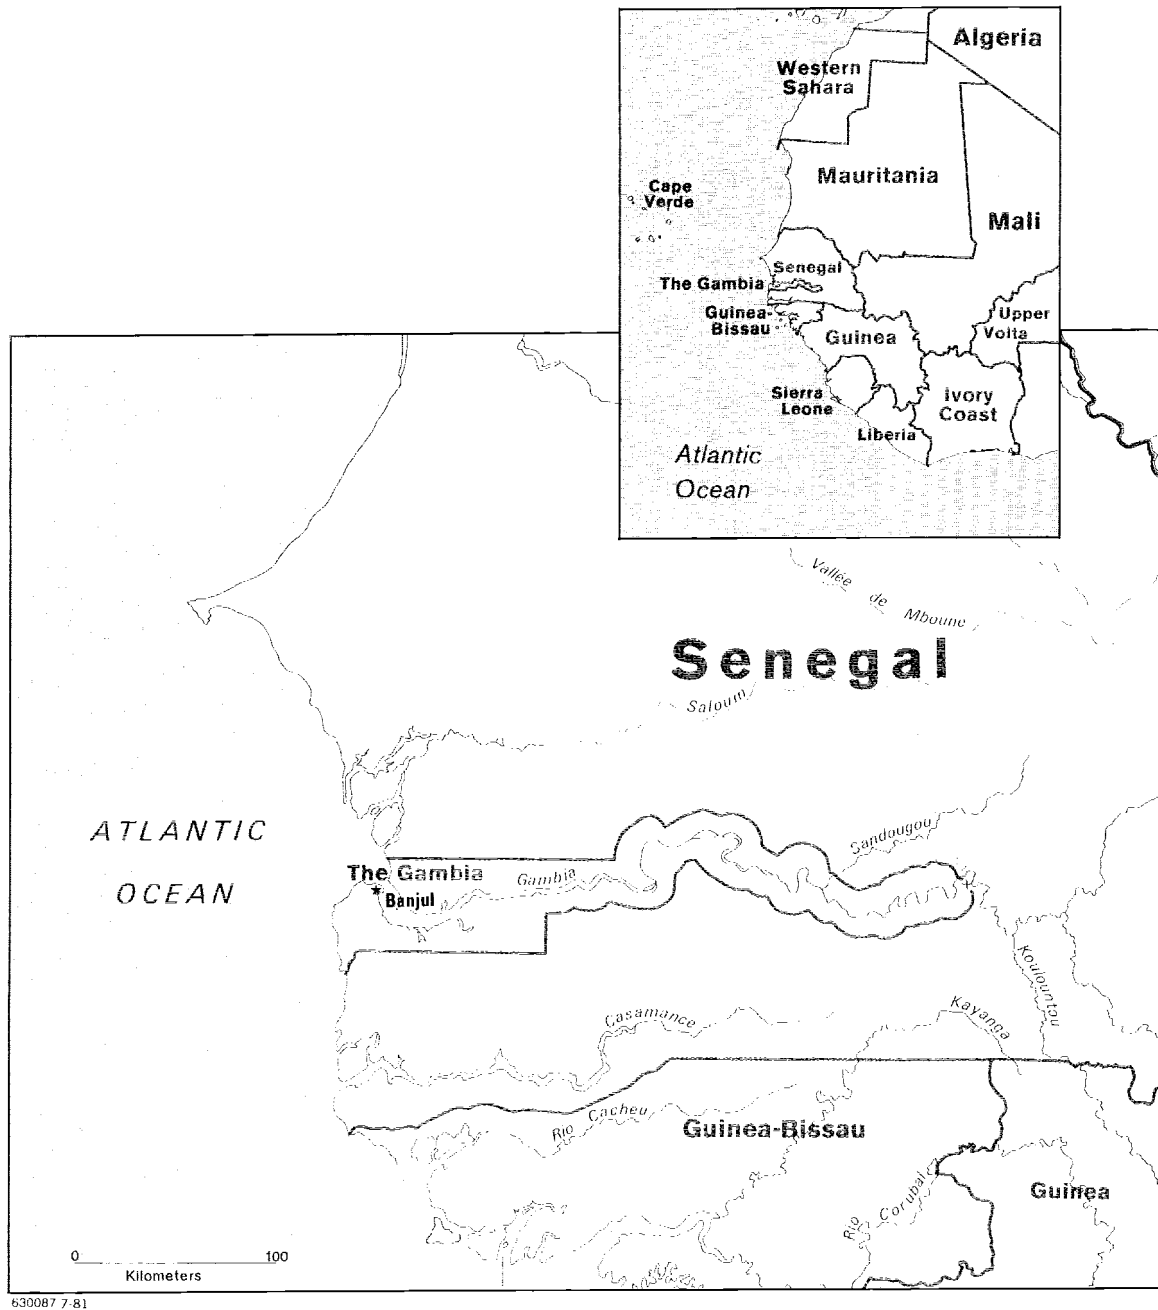 Algeria
Western
Sahara
Mauritania
Cape
Verde
Mali
Senegal
The Gambia
Guinea-
Bissau
Upper
Volta
Guinea
Sierra
Leone
Ivory
Coast
Liberia
Atlantic
Ocean
Vallée
de
Mboune
Senegal
Saloum
ATLANTIC
OCEAN
Sandougou
The Gambia
Gambia
Banjul
Koulountou
Kayanga
Casamance
Rio
Cacheu
Guinea-Bissau
Rio
Corubal
Guinea
0 100
Kilometers
630087 7-81